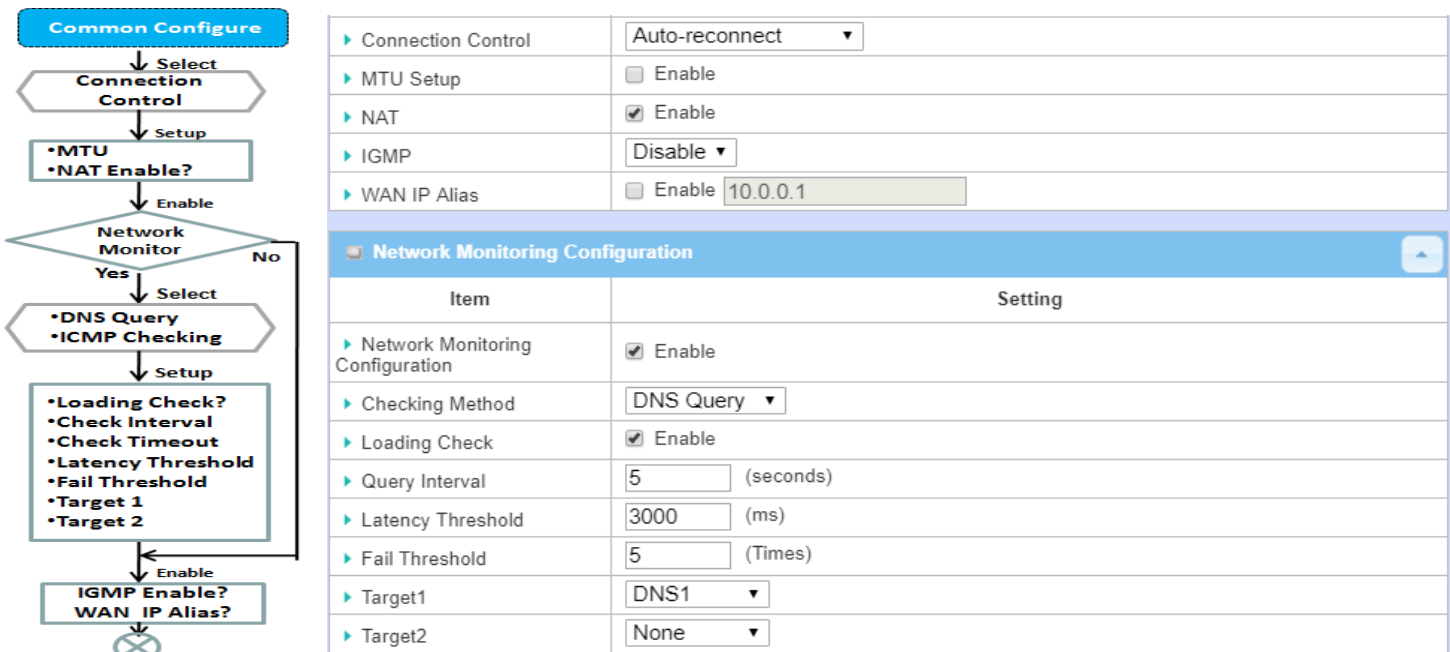 Common Configure
Select
Connection
Control
Setup
•MTU
•NAT Enable?
Enable
Network
Monitor
No
Yes
Select
•DNS Query
•ICMP Checking
Setup
•Loading Check?
•Check Interval
•Check Timeout
•Latency Threshold
•Fail Threshold
•Target 1
•Target 2
Enable
IGMP Enable?
WAN IP Alias?
Connection Control Auto-reconnect
MTU Setup Enable
NAT Enable
IGMP Disable
WAN IP Alias Enable 10.0.0.1
Network Monitoring Configuration
Item Setting
Network Monitoring
Configuration Enable
Checking Method DNS Query
Loading Check Enable
Query Interval 5 (seconds)
Latency Threshold 3000 (ms)
Fail Threshold 5 (Times)
Target1 DNS1
Target2 None